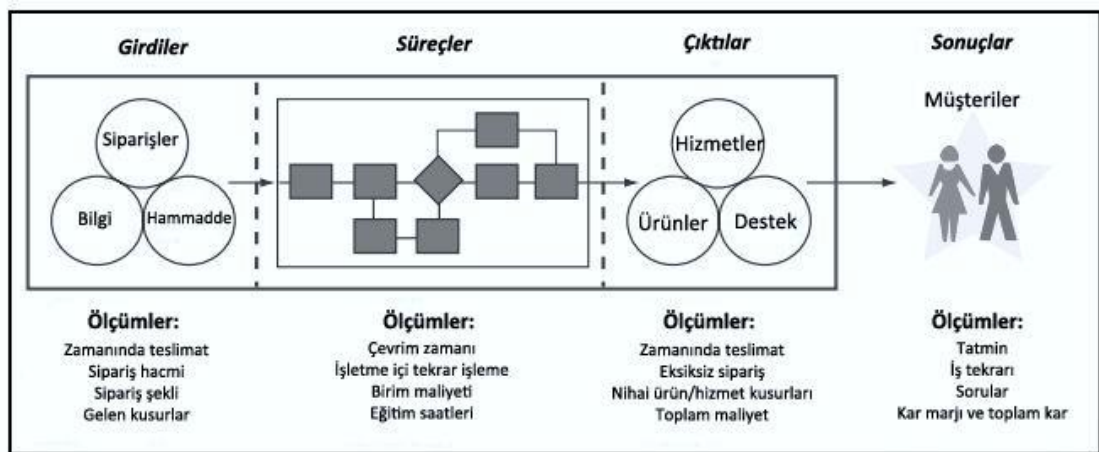 Girdiler
Süreçler
Çıktılar
Sonuçlar
Siparişler
Bilgi
Hammadde
Hizmetler
Ürünler
Destek
Müşteriler
Ölçümler:
Zamanında teslimat
Sipariş hacmi
Sipariş şekli
Gelen kusurlar
Ölçümler:
Çevrim zamanı
İşletme içi tekrar işleme
Birim maliyeti
Eğitim saatleri
Ölçümler:
Zamanında teslimat
Eksiksiz sipariş
Nihai ürün/hizmet kusurları
Toplam maliyet
Ölçümler:
Tatmin
İş tekrarı
Sorular
Kar marjı ve toplam kar